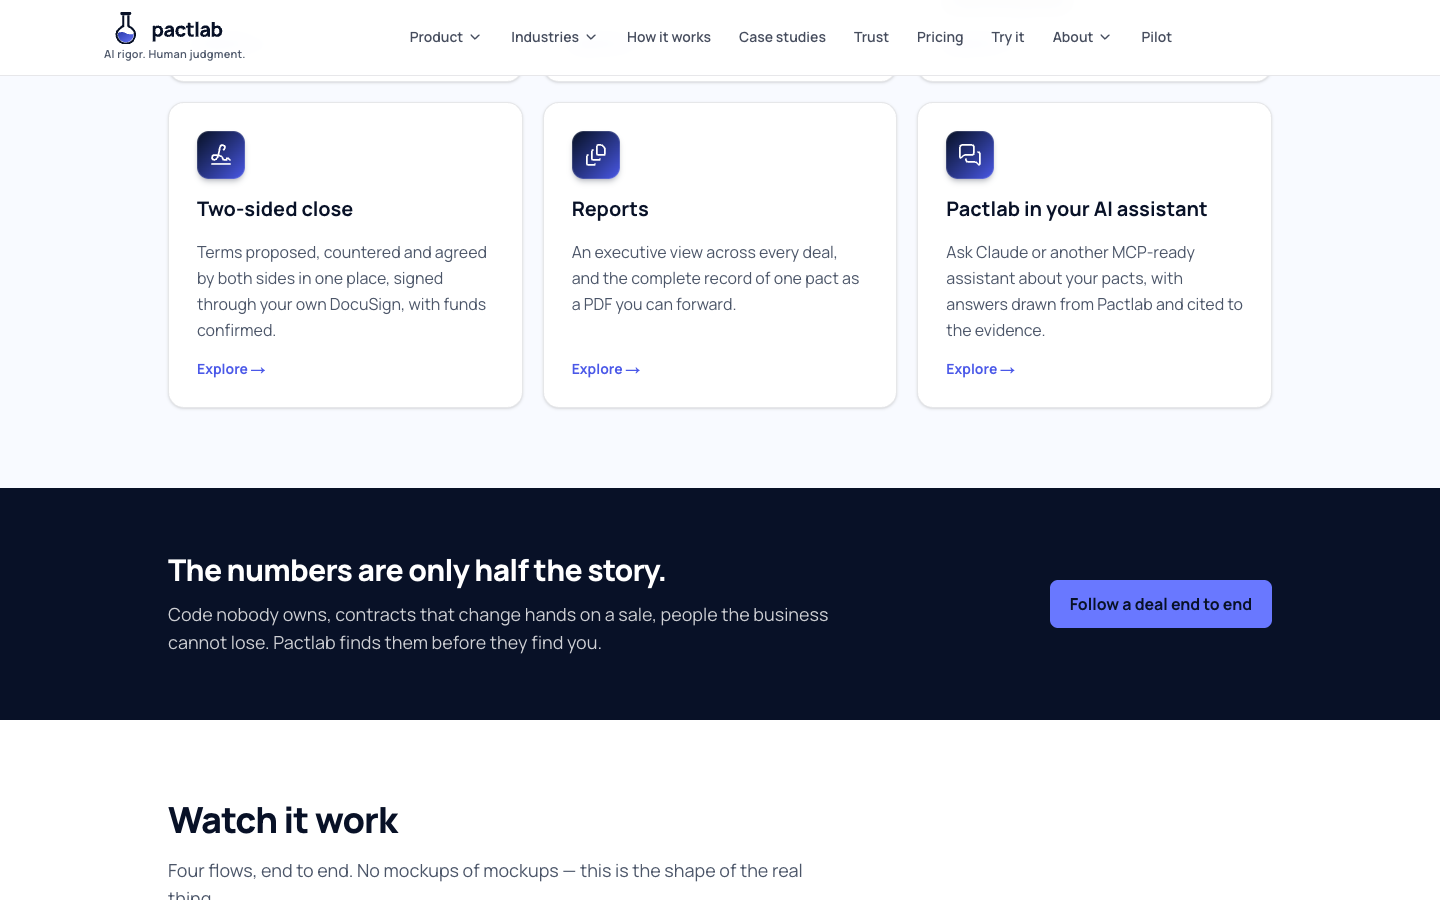 pactlab
AI rigor. Human judgment.
Product
Industries
How it works
Case studies
Trust
Pricing
Try it
About
Pilot
Two-sided close
Terms proposed, countered and agreed
by both sides in one place, signed
through your own DocuSign, with funds
confirmed.
Explore →
Reports
An executive view across every deal,
and the complete record of one pact as
a PDF you can forward.
Explore →
Pactlab in your AI assistant
Ask Claude or another MCP-ready
assistant about your pacts, with
answers drawn from Pactlab and cited to
the evidence.
Explore →
The numbers are only half the story.
Code nobody owns, contracts that change hands on a sale, people the business
cannot lose. Pactlab finds them before they find you.
Follow a deal end to end
Watch it work
Four flows, end to end. No mockups of mockups — this is the shape of the real
thing.